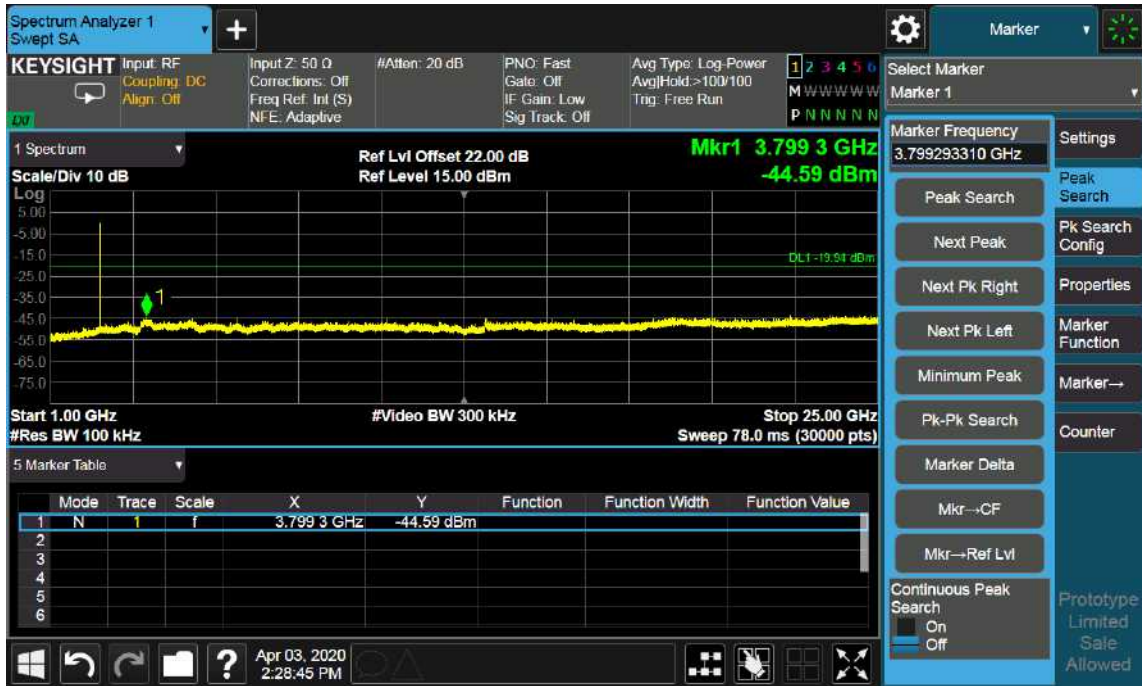 Spectrum Analyzer 1
Swept SA
+
Marker
KEYSIGHT
Input: RF
Coupling: DC
Align: Off
Input Z: 50 Ω
Corrections: Off
Freq Ref: Int (S)
NFE: Adaptive
#Atten: 20 dB
PNO: Fast
Gate: Off
IF Gain: Low
Sig Track: Off
Avg Type: Log-Power
Avg|Hold:>100/100
Trig: Free Run
1 2 3 4 5 6
M W W W W W
P N N N N N
Select Marker
Marker 1
LXI
1 Spectrum
Scale/Div 10 dB
Ref Lvl Offset 22.00 dB
Ref Level 15.00 dBm
Mkr1 3.799 3 GHz
-44.59 dBm
Log
5.00
-5.00
-15.0
-25.0
-35.0
-45.0
-55.0
-65.0
-75.0
DL1 -19.94 dBm
1
Start 1.00 GHz
#Res BW 100 kHz
#Video BW 300 kHz
Stop 25.00 GHz
Sweep 78.0 ms (30000 pts)
5 Marker Table
Mode Trace Scale X Y Function Function Width Function Value
1 N 1 f 3.799 3 GHz -44.59 dBm
2
3
4
5
6
Marker Frequency
3.799293310 GHz
Peak Search
Next Peak
Next Pk Right
Next Pk Left
Minimum Peak
Pk-Pk Search
Marker Delta
Mkr→CF
Mkr→Ref Lvl
Continuous Peak
Search
On
Off
Settings
Peak
Search
Pk Search
Config
Properties
Marker
Function
Marker→
Counter
Prototype
Limited
Sale
Allowed
?
Apr 03, 2020
2:28:45 PM